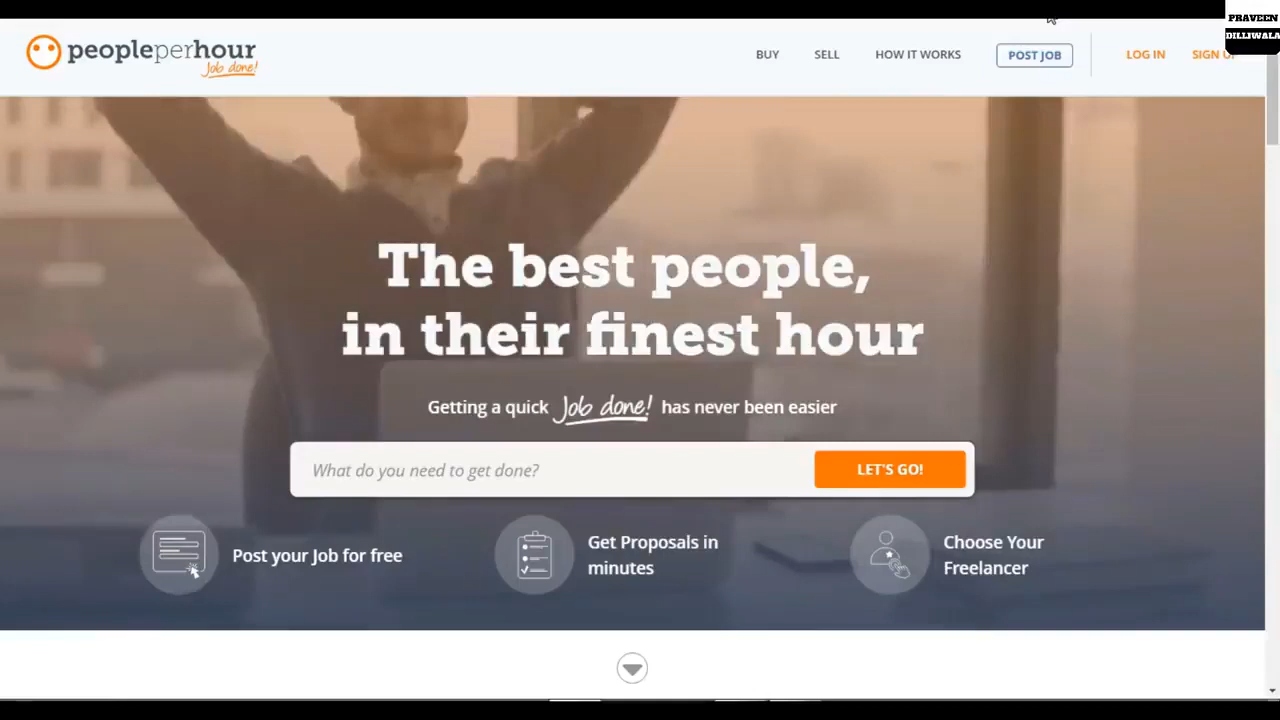 PRAVEEN
DILLIWALA
peopleperhour
Job done!
BUY
SELL
HOW IT WORKS
POST JOB
LOG IN
SIGN UP
The best people,
in their finest hour
Getting a quick Job done! has never been easier
What do you need to get done?
LET'S GO!
Post your Job for free
Get Proposals in
minutes
Choose Your
Freelancer